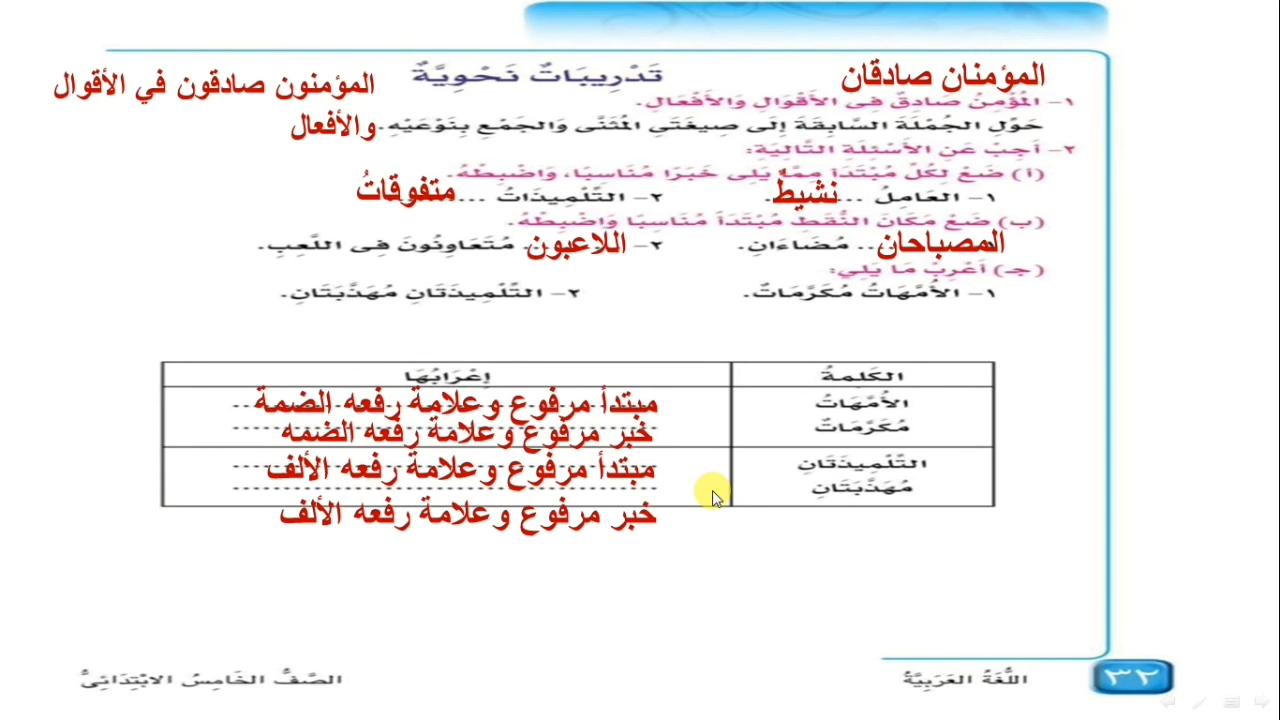 المؤمنان صادقان
تَدْرِيبَاتٌ نَحْوِيَّةٌ
المؤمنون صادقون في الأقوال
والأفعال
١- المُؤْمِنُ صَادِقٌ فِى الأَقْوَالِ وَالأَفْعَالِ.
حَوِّلِ الجُمْلَةَ السَّابِقَةَ إِلَى صِيغَتَيِ المُثَنَّى وَالجَمْعِ بِنَوْعَيْهِ.
٢- أَجِبْ عَنِ الأَسْئِلَةِ التَّالِيَةِ:
(أ) ضَعْ لِكُلِّ مُبْتَدَأ مِمَّا يَلِى خَبَرًا مُنَاسِبًا، وَاضْبِطْهُ.
١- العَامِلُ ... نشيطٌ . ٢- التِّلْمِيذَاتُ ... متفوقاتُ
(ب) ضَعْ مَكَانَ النُّقَطِ مُبْتَدَأً مُنَاسِبًا وَاضْبِطْهُ.
المصباحان .. مُضَاءَانِ. ٢- اللاعبون . مُتَعَاوِنُونَ فِى اللَّعِبِ.
(جـ) أَعْرِبْ مَا يَلِي:
١- الأُمَّهَاتُ مُكَرَّمَاتٌ. ٢- التِّلْمِيذَتَانِ مُهَذَّبَتَانِ.
الكَلِمَةُ إِعْرَابُهَا
الأُمَّهَاتُ مبتدأ مرفوع وعلامة رفعه الضمة
مُكَرَّمَاتٌ خبر مرفوع وعلامة رفعه الضمه
التِّلْمِيذَتَانِ مبتدأ مرفوع وعلامة رفعه الألف
مُهَذَّبَتَانِ خبر مرفوع وعلامة رفعه الألف
٣٢ اللُّغَةُ العَرَبِيَّةُ الصَّفُّ الخَامِسُ الابْتِدَائِىُّ